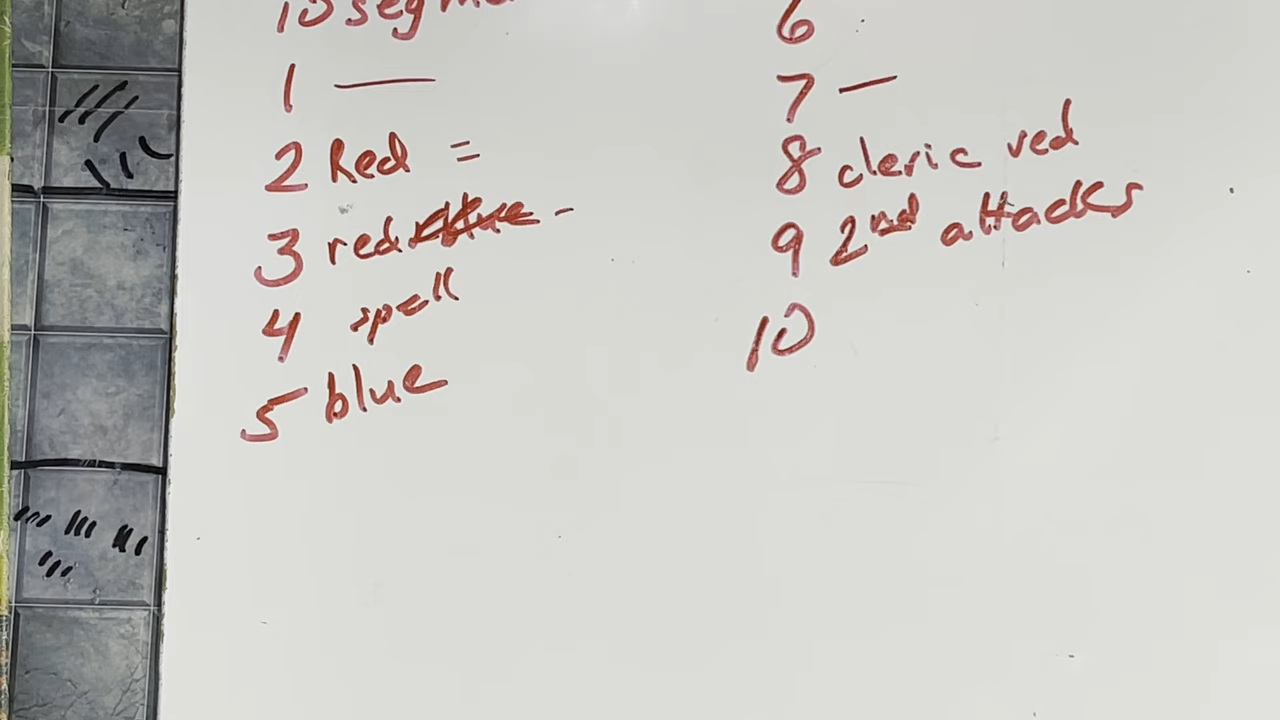 10 segme
1 —
2 Red =
3 red -
4 spell
5 blue
6
7 —
8 cleric red
9 2nd attacks
10